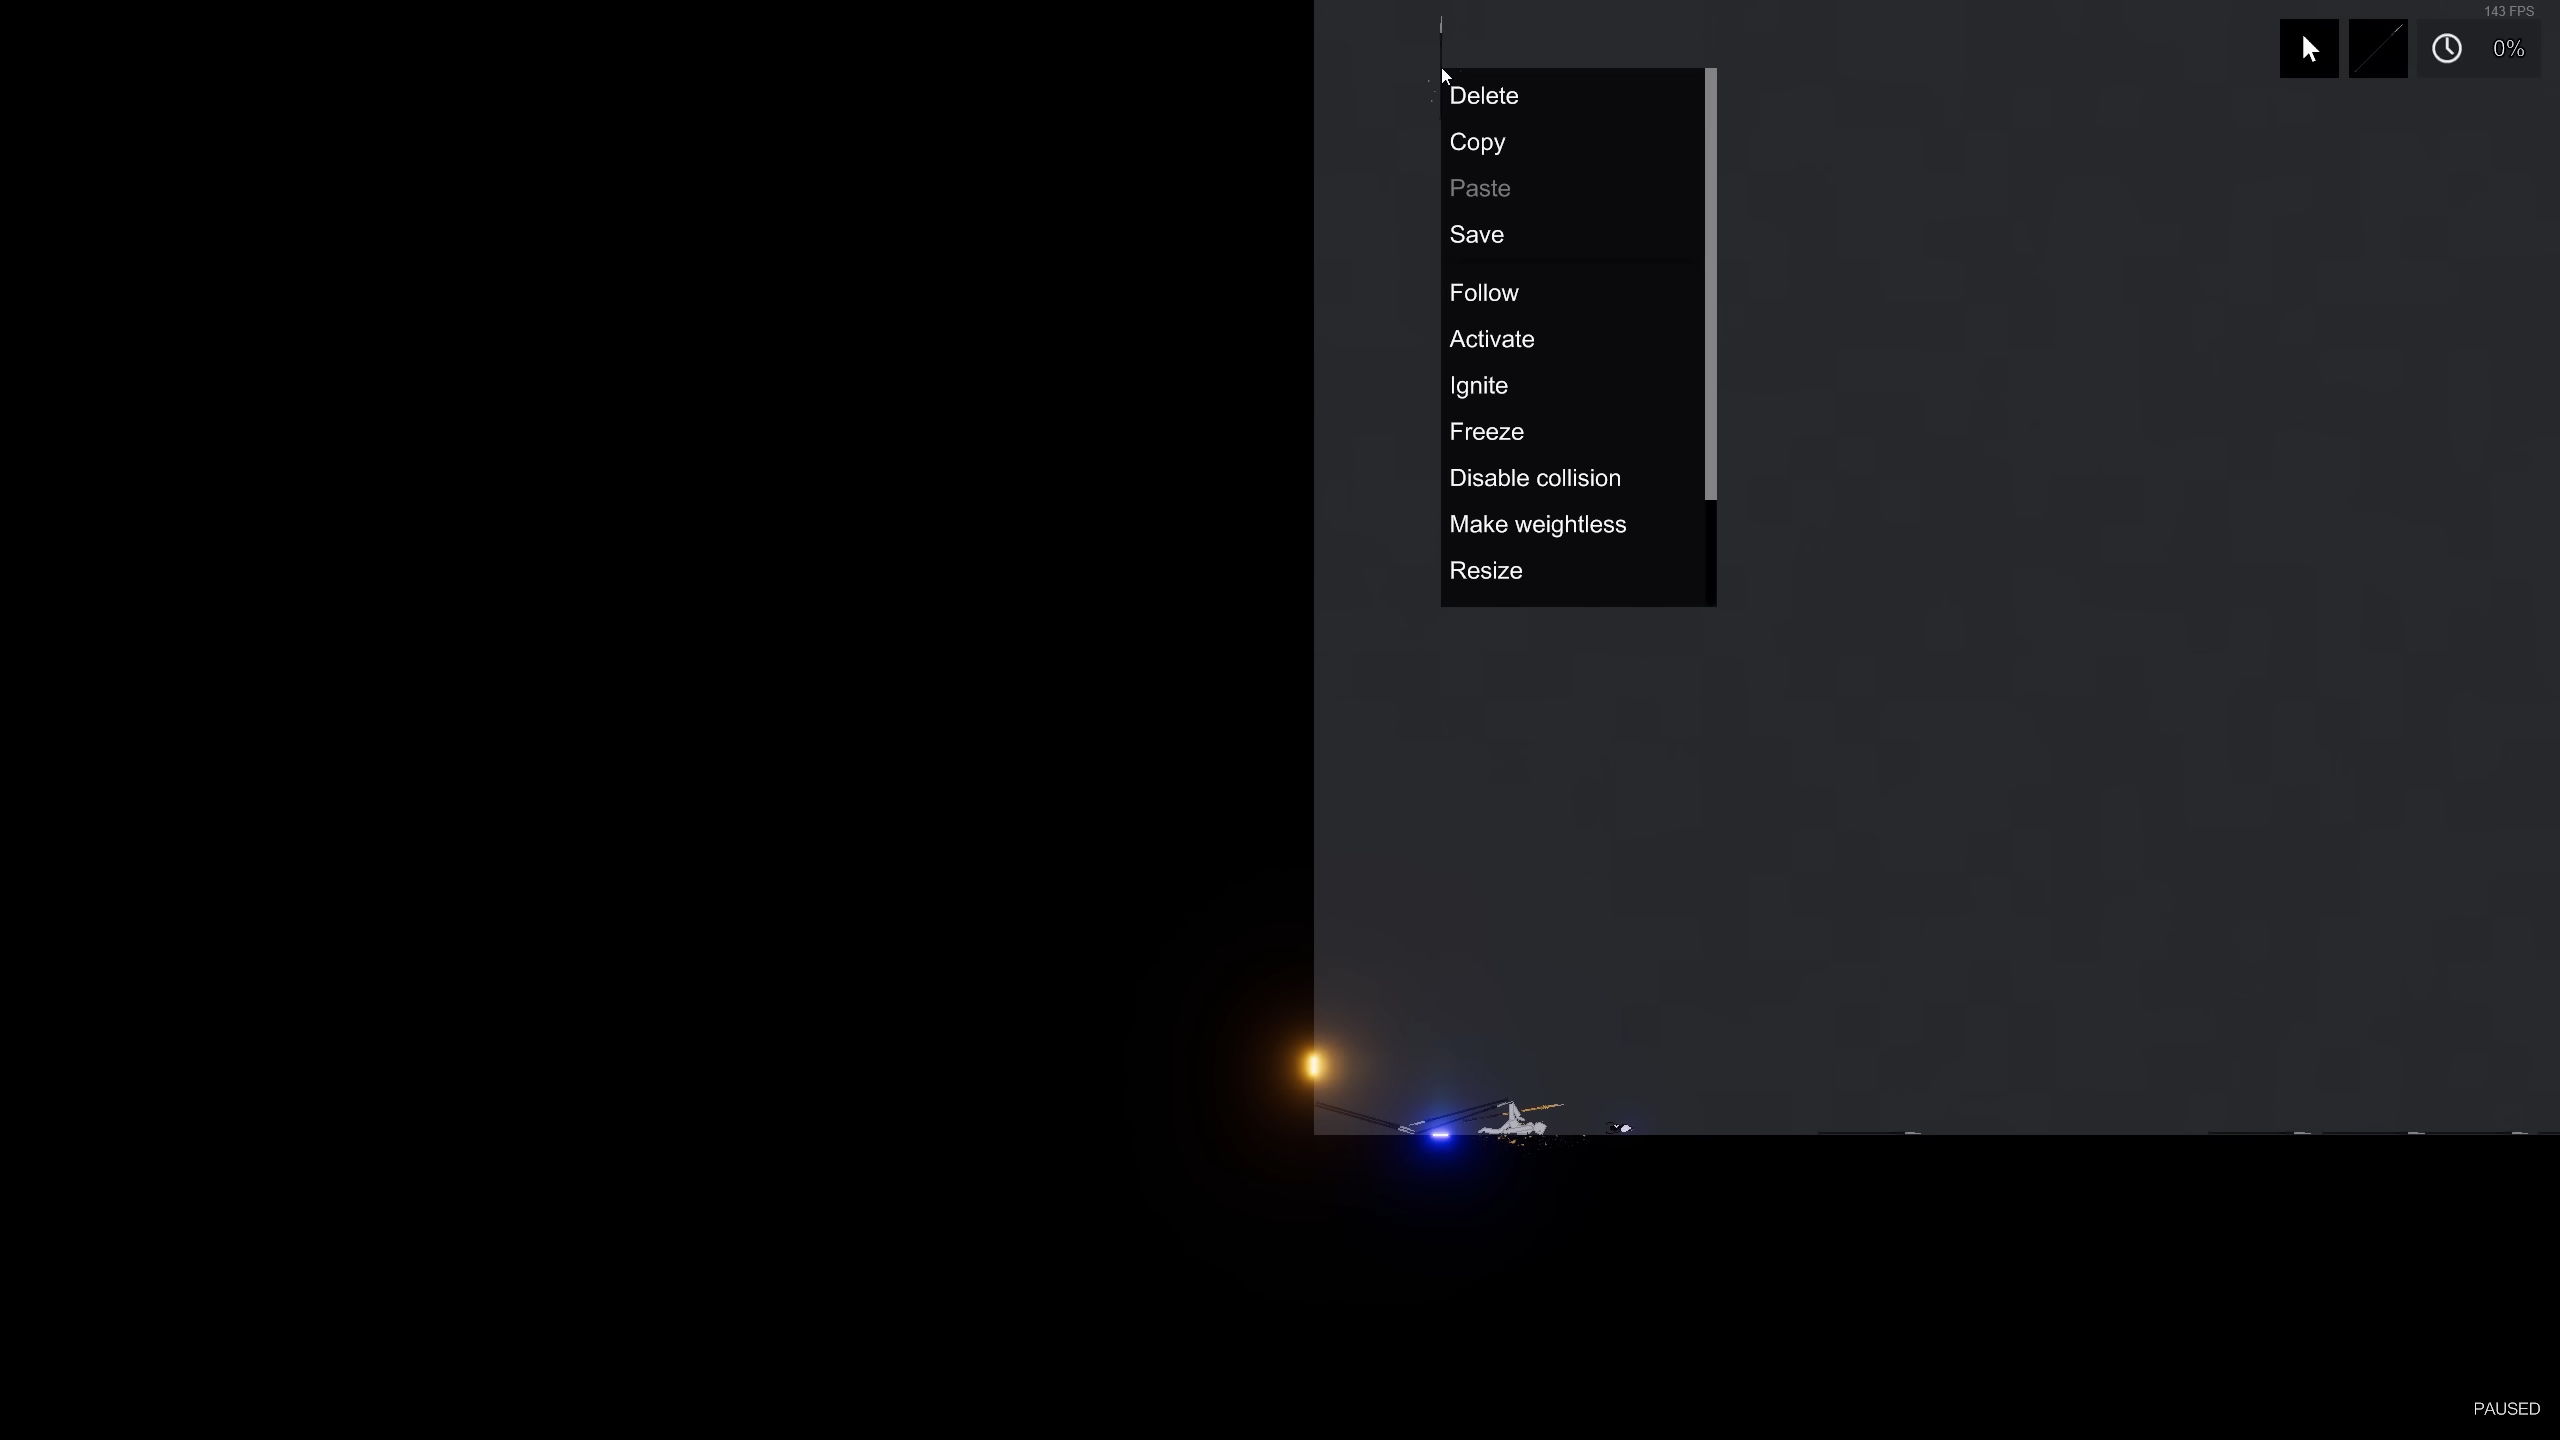 143 FPS
0%
Delete
Copy
Paste
Save
Follow
Activate
Ignite
Freeze
Disable collision
Make weightless
Resize
PAUSED